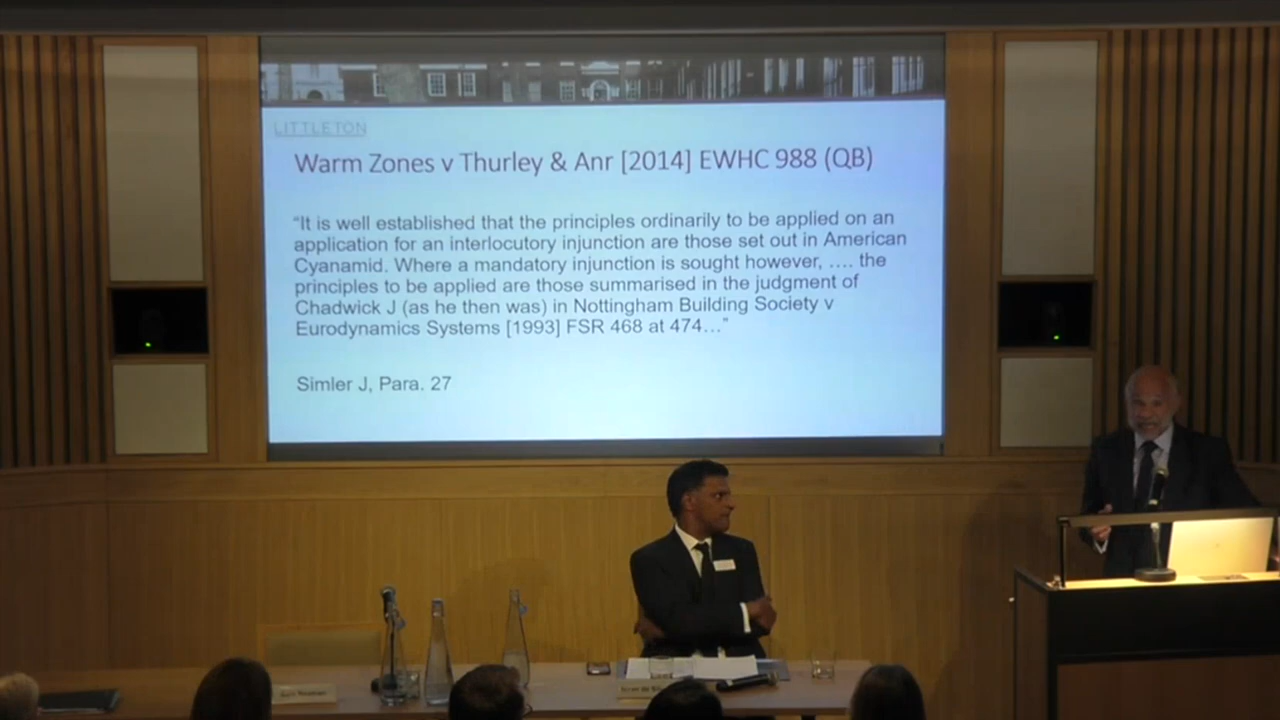 LITTLETON
Warm Zones v Thurley & Anr [2014] EWHC 988 (QB)
“It is well established that the principles ordinarily to be applied on an
application for an interlocutory injunction are those set out in American
Cyanamid. Where a mandatory injunction is sought however, …. the
principles to be applied are those summarised in the judgment of
Chadwick J (as he then was) in Nottingham Building Society v
Eurodynamics Systems [1993] FSR 468 at 474…”
Simler J, Para. 27